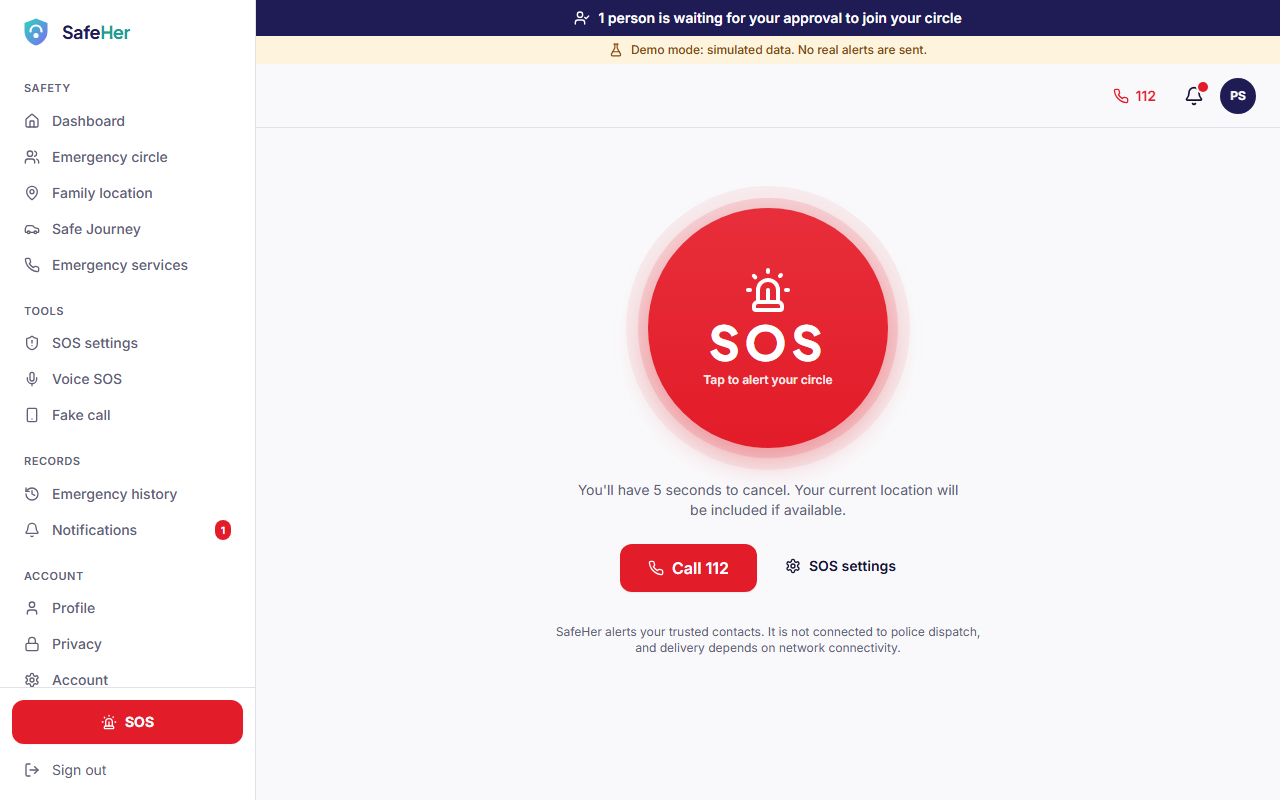 SafeHer
SAFETY
Dashboard
Emergency circle
Family location
Safe Journey
Emergency services
TOOLS
SOS settings
Voice SOS
Fake call
RECORDS
Emergency history
Notifications
1
ACCOUNT
Profile
Privacy
Account
SOS
Sign out
1 person is waiting for your approval to join your circle
Demo mode: simulated data. No real alerts are sent.
112
PS
SOS
Tap to alert your circle
You'll have 5 seconds to cancel. Your current location will
be included if available.
Call 112
SOS settings
SafeHer alerts your trusted contacts. It is not connected to police dispatch,
and delivery depends on network connectivity.